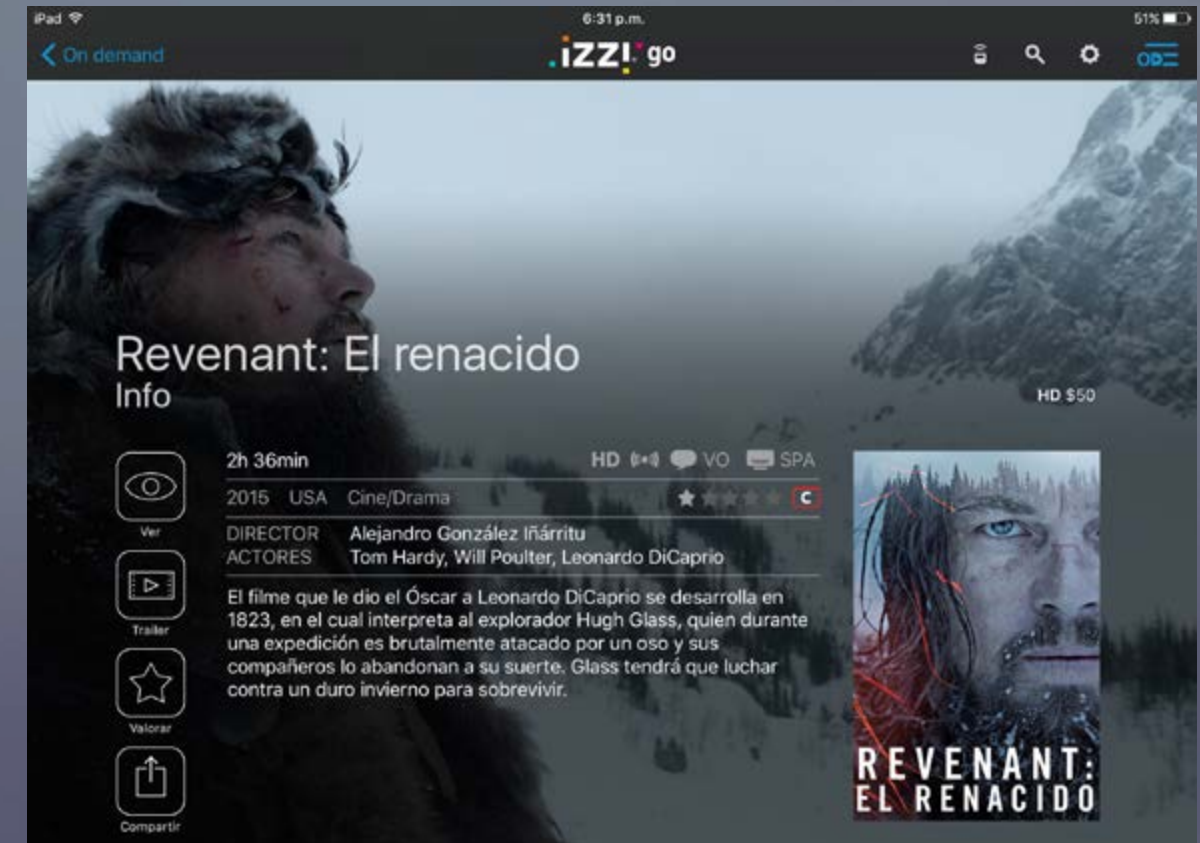 iPad 6:31 p.m. 51%
On demand
izzi go
Revenant: El renacido
Info
HD $50
2h 36min HD VO SPA
2015 USA Cine/Drama C
DIRECTOR Alejandro González Iñárritu
ACTORES Tom Hardy, Will Poulter, Leonardo DiCaprio
El filme que le dio el Óscar a Leonardo DiCaprio se desarrolla en
1823, en el cual interpreta al explorador Hugh Glass, quien durante
una expedición es brutalmente atacado por un oso y sus
compañeros lo abandonan a su suerte. Glass tendrá que luchar
contra un duro invierno para sobrevivir.
Ver
Trailer
Valorar
Compartir
REVENANT:
EL RENACIDO